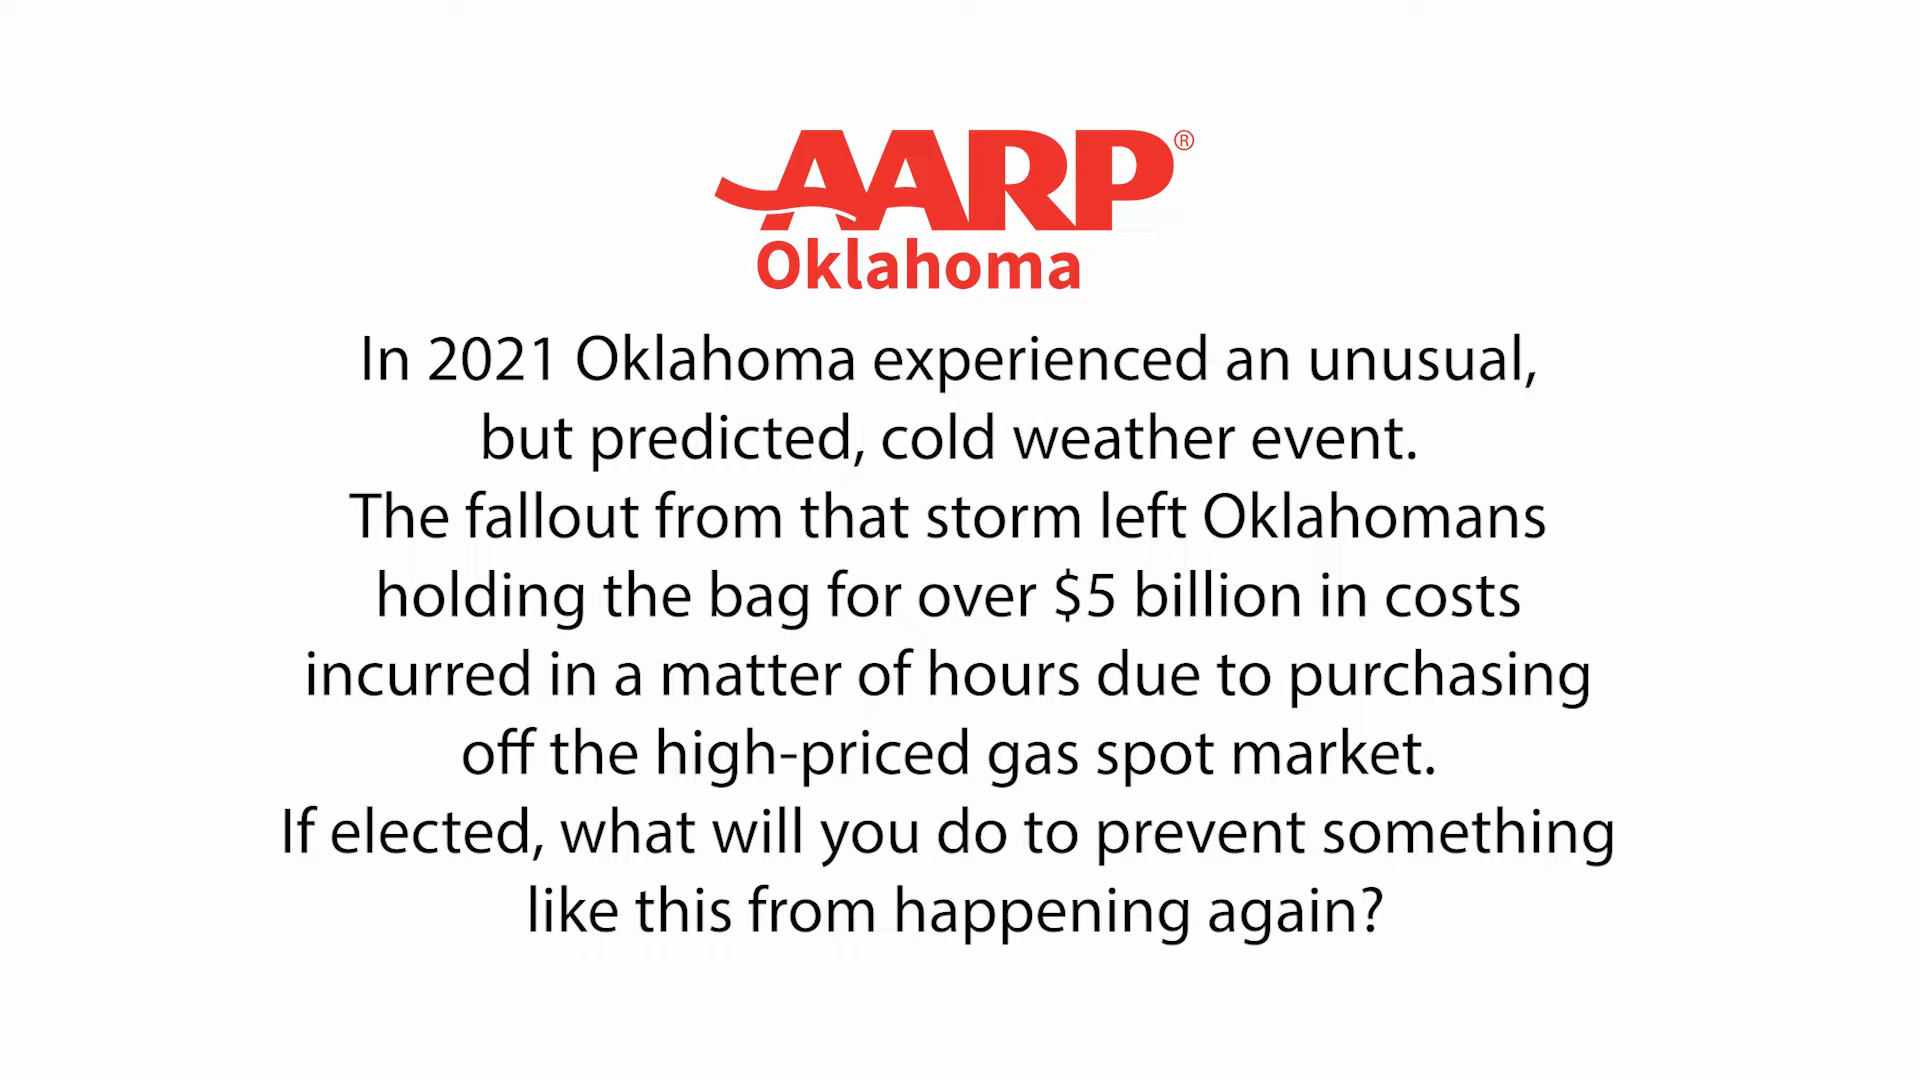 AARP®
Oklahoma
In 2021 Oklahoma experienced an unusual,
but predicted, cold weather event.
The fallout from that storm left Oklahomans
holding the bag for over $5 billion in costs
incurred in a matter of hours due to purchasing
off the high-priced gas spot market.
If elected, what will you do to prevent something
like this from happening again?